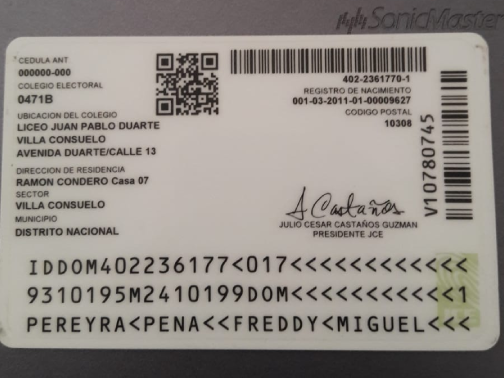 SonicMaster
CEDULA ANT
000000-000
COLEGIO ELECTORAL
0471B
UBICACION DEL COLEGIO
LICEO JUAN PABLO DUARTE
VILLA CONSUELO
AVENIDA DUARTE/CALLE 13
DIRECCION DE RESIDENCIA
RAMON CONDERO Casa 07
SECTOR
VILLA CONSUELO
MUNICIPIO
DISTRITO NACIONAL
402-2361770-1
REGISTRO DE NACIMIENTO
001-03-2011-01-00009627
CODIGO POSTAL
10308
V10780745
A Castaños
JULIO CESAR CASTAÑOS GUZMAN
PRESIDENTE JCE
IDDOM402236177<017<<<<<<<<<<<<
9310195M2410199DOM<<<<<<<<<<<1
PEREYRA<PENA<<FREDDY<MIGUEL<<<